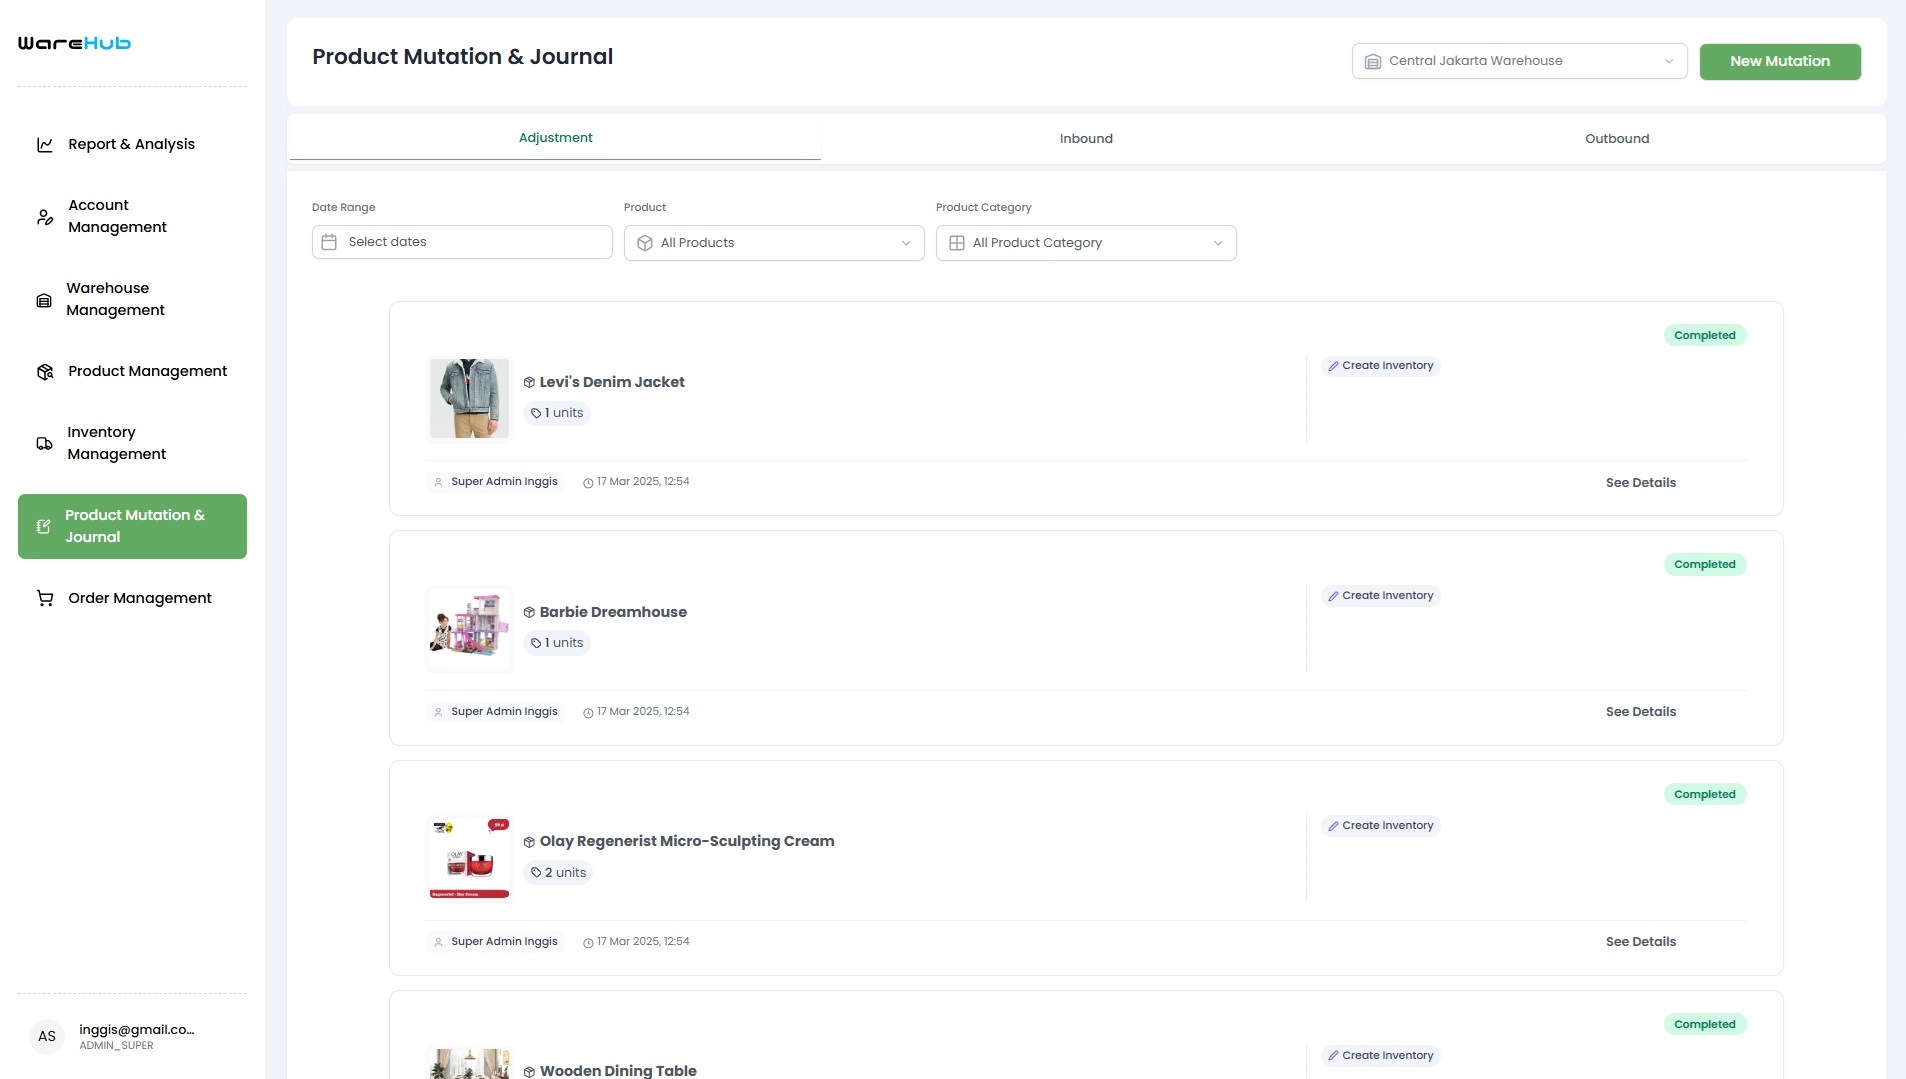 WareHub
Report & Analysis
Account
Management
Warehouse
Management
Product Management
Inventory
Management
Product Mutation &
Journal
Order Management
AS
inggis@gmail.co...
ADMIN_SUPER
Product Mutation & Journal
Central Jakarta Warehouse
New Mutation
Adjustment
Inbound
Outbound
Date Range
Product
Product Category
Select dates
All Products
All Product Category
Completed
Levi's Denim Jacket
1 units
Create Inventory
Super Admin Inggis
17 Mar 2025, 12:54
See Details
Completed
Barbie Dreamhouse
1 units
Create Inventory
Super Admin Inggis
17 Mar 2025, 12:54
See Details
Completed
OLAY
Regenerist - Day Cream
Olay Regenerist Micro-Sculpting Cream
2 units
Create Inventory
Super Admin Inggis
17 Mar 2025, 12:54
See Details
Completed
Wooden Dining Table
Create Inventory